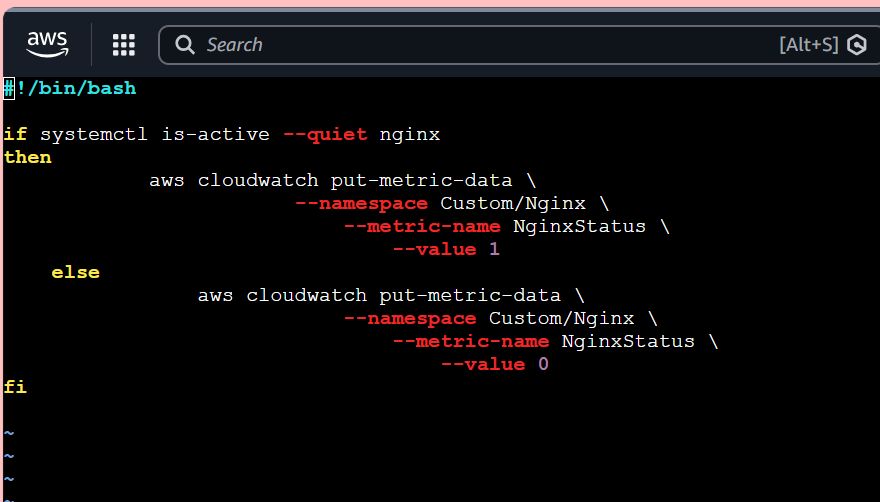 aws
Search
[Alt+S]
#!/bin/bash
if systemctl is-active --quiet nginx
then
aws cloudwatch put-metric-data \
--namespace Custom/Nginx \
--metric-name NginxStatus \
--value 1
else
aws cloudwatch put-metric-data \
--namespace Custom/Nginx \
--metric-name NginxStatus \
--value 0
fi
~
~
~
~